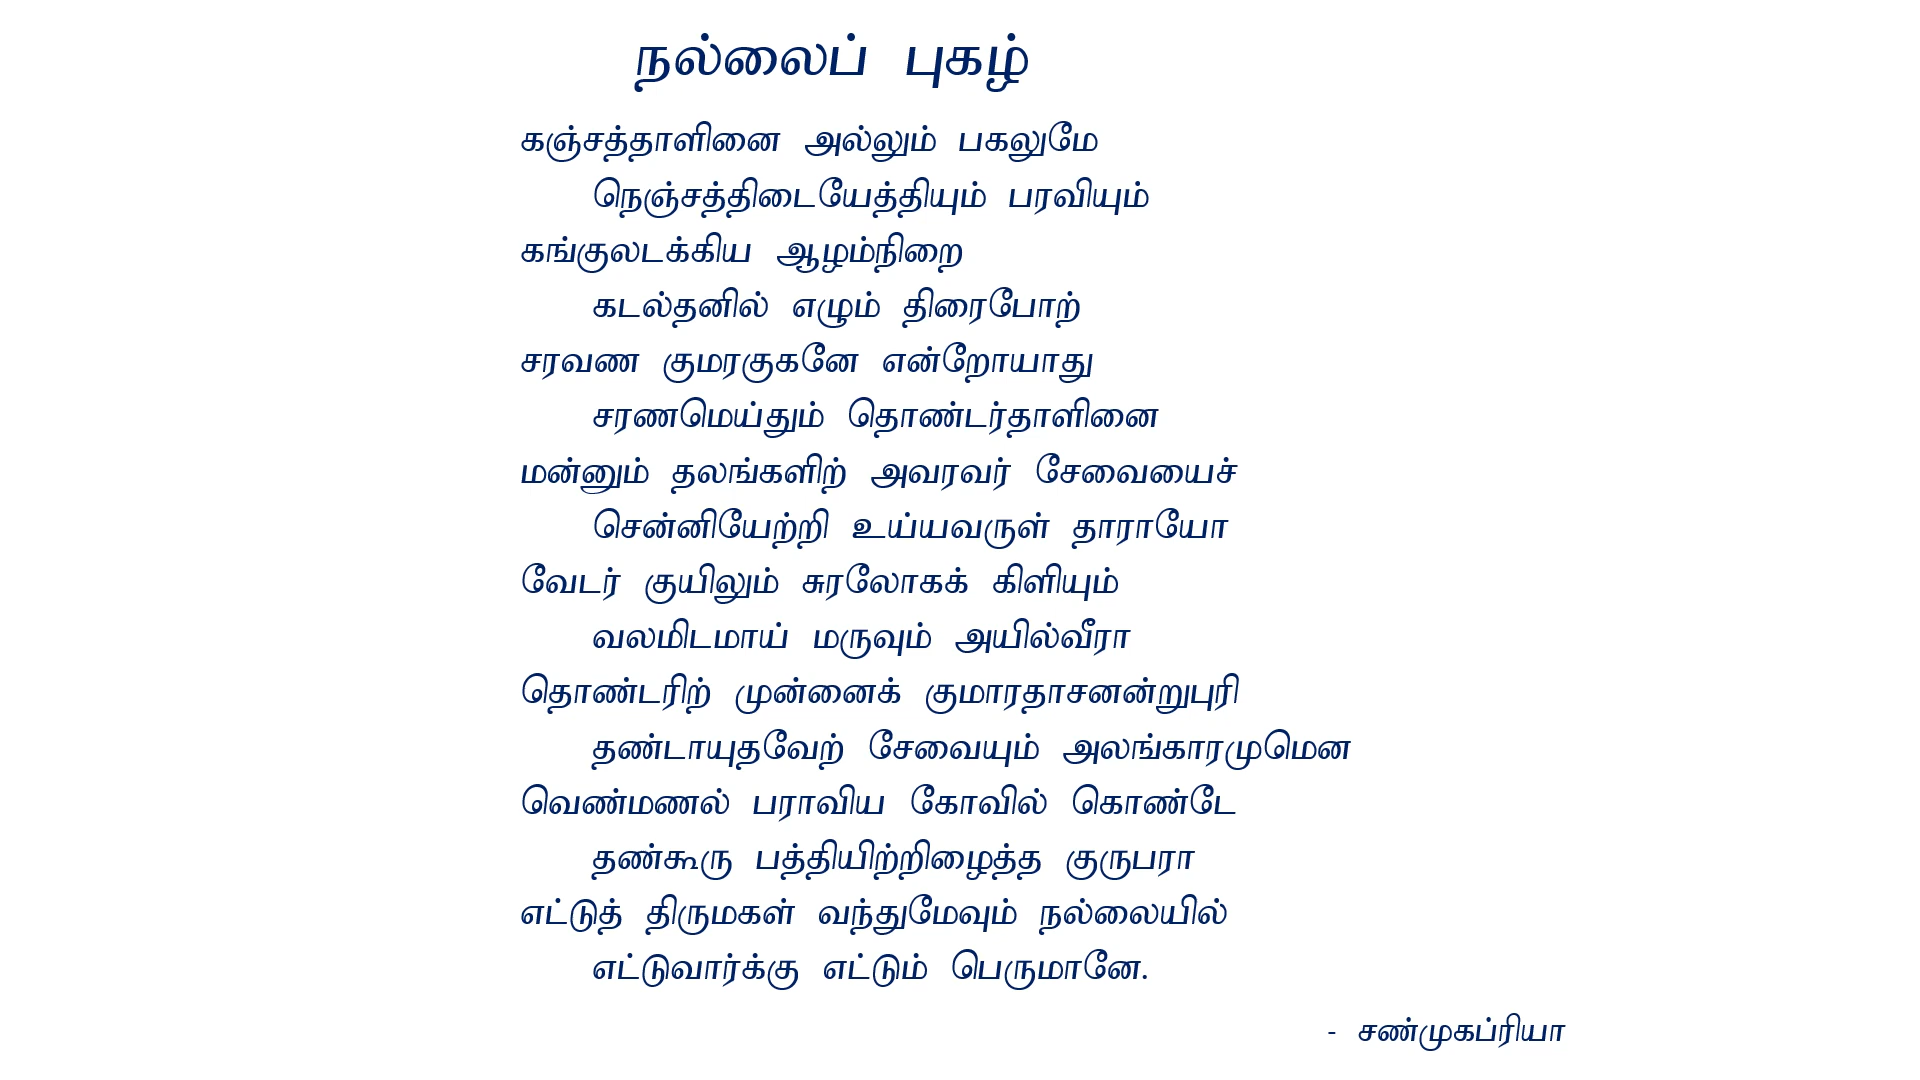 நல்லைப் புகழ்
கஞ்சத்தாளினை அல்லும் பகலுமே
நெஞ்சத்திடையேத்தியும் பரவியும்
கங்குலடக்கிய ஆழம்நிறை
கடல்தனில் எழும் திரைபோற்
சரவண குமரகுகனே என்றோயாது
சரணமெய்தும் தொண்டர்தாளினை
மன்னும் தலங்களிற் அவரவர் சேவையைச்
சென்னியேற்றி உய்யவருள் தாராயோ
வேடர் குயிலும் சுரலோகக் கிளியும்
வலமிடமாய் மருவும் அயில்வீரா
தொண்டரிற் முன்னைக் குமாரதாசனன்றுபுரி
தண்டாயுதவேற் சேவையும் அலங்காரமுமென
வெண்மணல் பராவிய கோவில் கொண்டே
தண்கூரு பத்தியிற்றிழைத்த குருபரா
எட்டுத் திருமகள் வந்துமேவும் நல்லையில்
எட்டுவார்க்கு எட்டும் பெருமானே.
- சண்முகப்ரியா